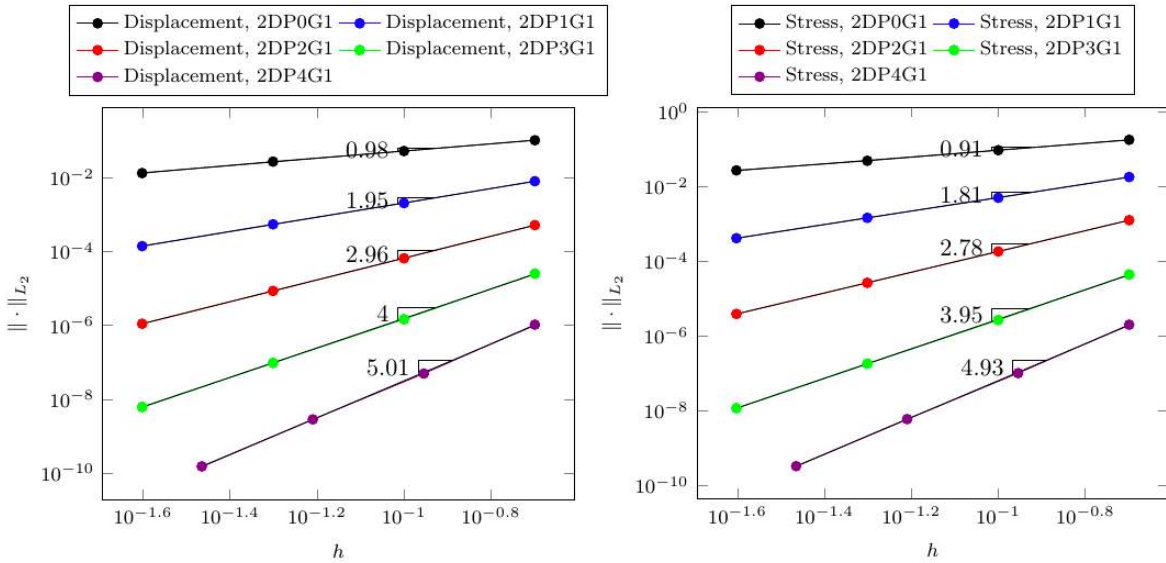 Displacement, 2DP0G1 Displacement, 2DP1G1
Displacement, 2DP2G1 Displacement, 2DP3G1
Displacement, 2DP4G1
10^−2
10^−4
10^−6
10^−8
10^−10
‖ · ‖_{L_2}
0.98
1.95
2.96
4
5.01
10^−1.6 10^−1.4 10^−1.2 10^−1 10^−0.8
h
Stress, 2DP0G1 Stress, 2DP1G1
Stress, 2DP2G1 Stress, 2DP3G1
Stress, 2DP4G1
10^0
10^−2
10^−4
10^−6
10^−8
10^−10
‖ · ‖_{L_2}
0.91
1.81
2.78
3.95
4.93
10^−1.6 10^−1.4 10^−1.2 10^−1 10^−0.8
h